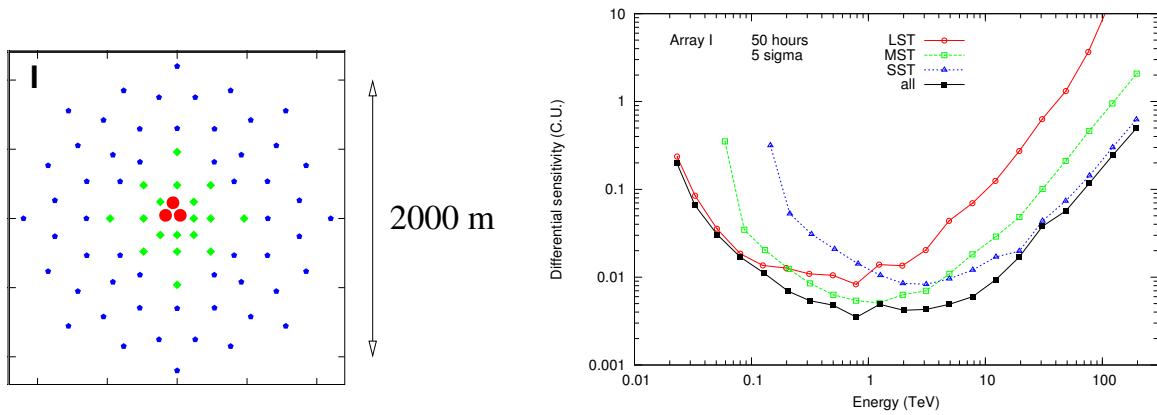 I
2000 m
Array I 50 hours
5 sigma
LST
MST
SST
all
Differential sensitivity (C.U.)
10
1
0.1
0.01
0.001
0.01 0.1 1 10 100
Energy (TeV)